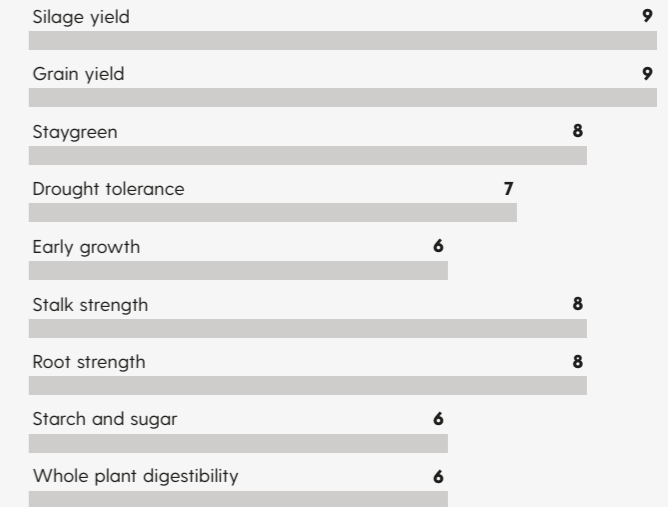 Silage yield 9
Grain yield 9
Staygreen 8
Drought tolerance 7
Early growth 6
Stalk strength 8
Root strength 8
Starch and sugar 6
Whole plant digestibility 6